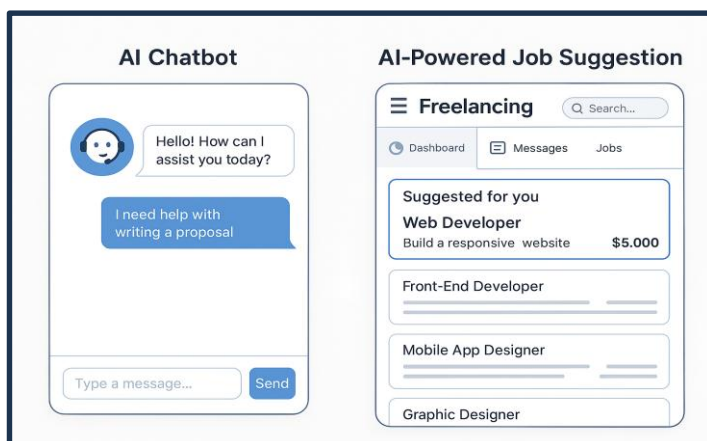 AI Chatbot
Hello! How can I
assist you today?
I need help with
writing a proposal
Type a message...
Send
AI-Powered Job Suggestion
Freelancing
Search...
Dashboard
Messages
Jobs
Suggested for you
Web Developer
Build a responsive website
$5.000
Front-End Developer
Mobile App Designer
Graphic Designer